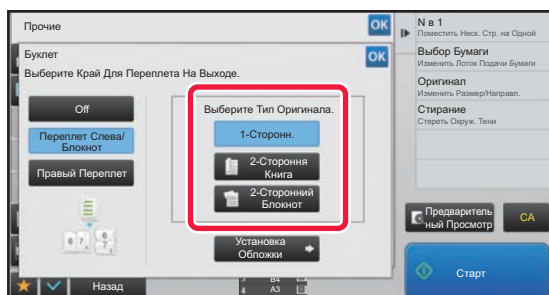 Прочие
OK
Буклет
OK
Выберите Край Для Переплета На Выходе.
Off
Переплет Слева/
Блокнот
Правый Переплет
Выберите Тип Оригинала.
1-Сторонн.
2-Стороння
Книга
2-Сторонний
Блокнот
Установка
Обложки
Назад
3 B4
4 A3
N в 1
Поместить Неск. Стр. на Одной
Выбор Бумаги
Изменить Лоток Подачи Бумаги
Оригинал
Изменить Размер/Направл.
Стирание
Стереть Окруж. Тени
Предваритель
ный Просмотр
CA
Старт